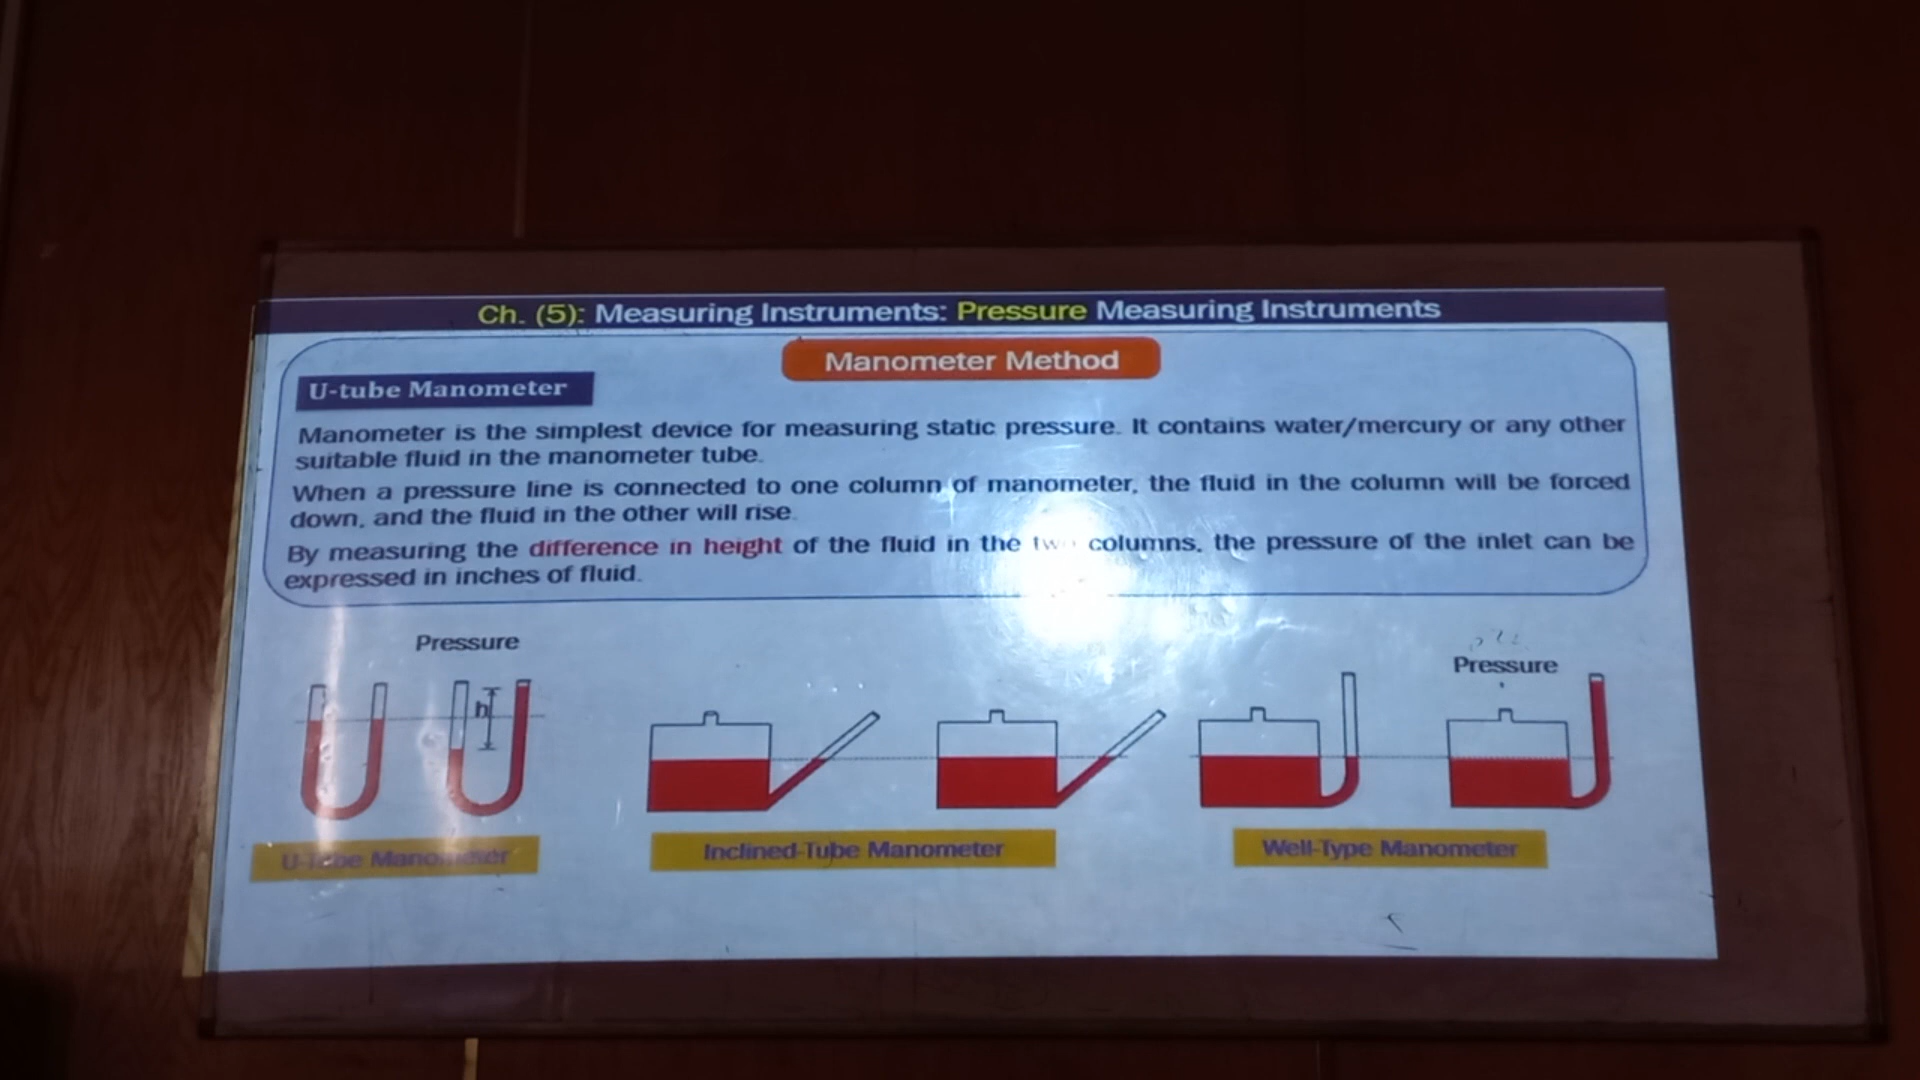 Ch. (5): Measuring Instruments: Pressure Measuring Instruments
Manometer Method
U-tube Manometer
Manometer is the simplest device for measuring static pressure. It contains water/mercury or any other
suitable fluid in the manometer tube.
When a pressure line is connected to one column of manometer, the fluid in the column will be forced
down, and the fluid in the other will rise.
By measuring the difference in height of the fluid in the two columns, the pressure of the inlet can be
expressed in inches of fluid.
Pressure
Pressure
h
U-Tube Manometer
Inclined-Tube Manometer
Well-Type Manometer